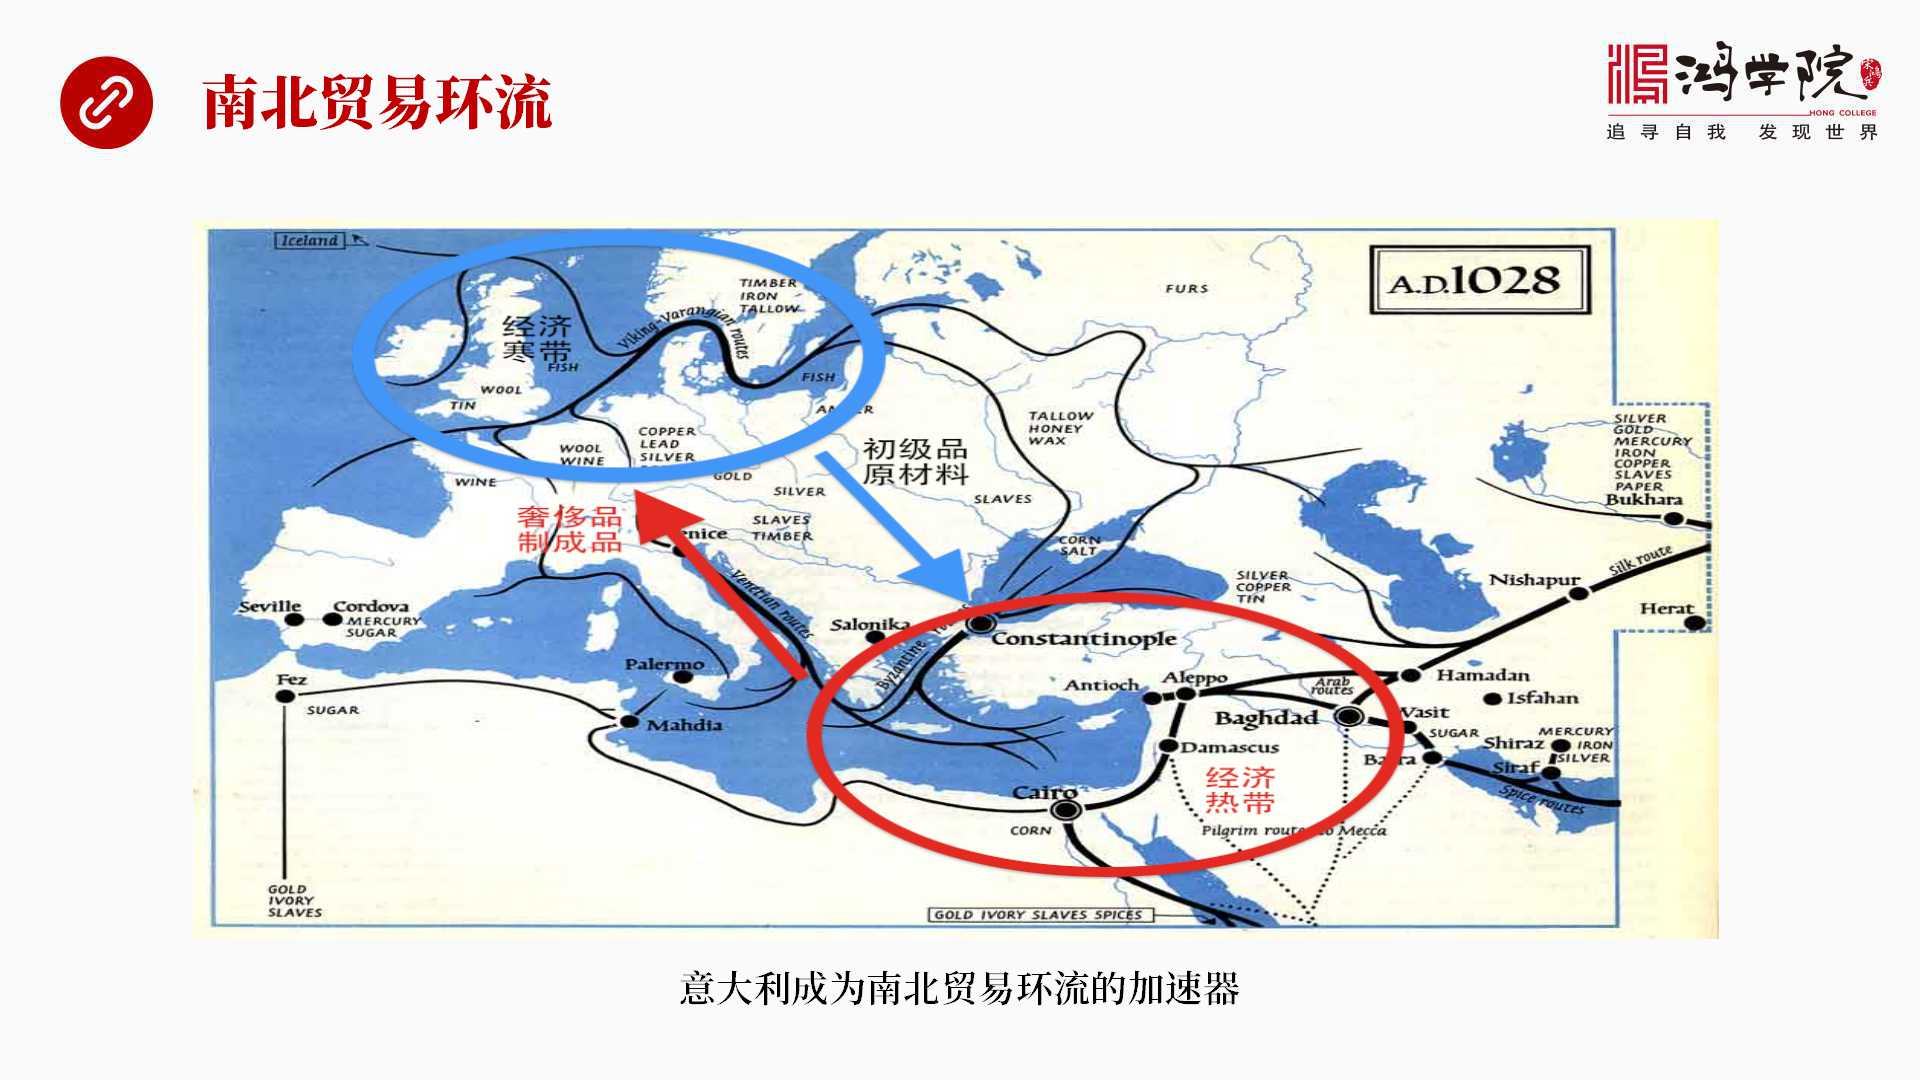 南北贸易环流
鸿学院
HONG COLLEGE
追寻自我 发现世界
Iceland
A.D.1028
FURS
TIMBER
IRON
TALLOW
Viking-Varangian routes
经济
寒带
FISH
FISH
WOOL
TIN
COPPER
LEAD
SILVER
WOOL
WINE
WINE
GOLD
SILVER
初级品
原材料
TALLOW
HONEY
WAX
SLAVES
SLAVES
TIMBER
CORN
SALT
SILVER
GOLD
MERCURY
IRON
COPPER
SLAVES
PAPER
Bukhara
奢侈品
制成品
Venetian routes
Silk route
Nishapur
Herat
SILVER
COPPER
TIN
Seville
Cordova
MERCURY
SUGAR
Salonika
Constantinople
Palermo
Fez
SUGAR
Mahdia
Antioch
Aleppo
Arab
routes
Hamadan
Isfahan
Baghdad
Vasit
SUGAR
Damascus
Shiraz
MERCURY
IRON
SILVER
Siraf
Spice routes
经济
热带
Cairo
CORN
Pilgrim route to Mecca
GOLD
IVORY
SLAVES
GOLD IVORY SLAVES SPICES
意大利成为南北贸易环流的加速器